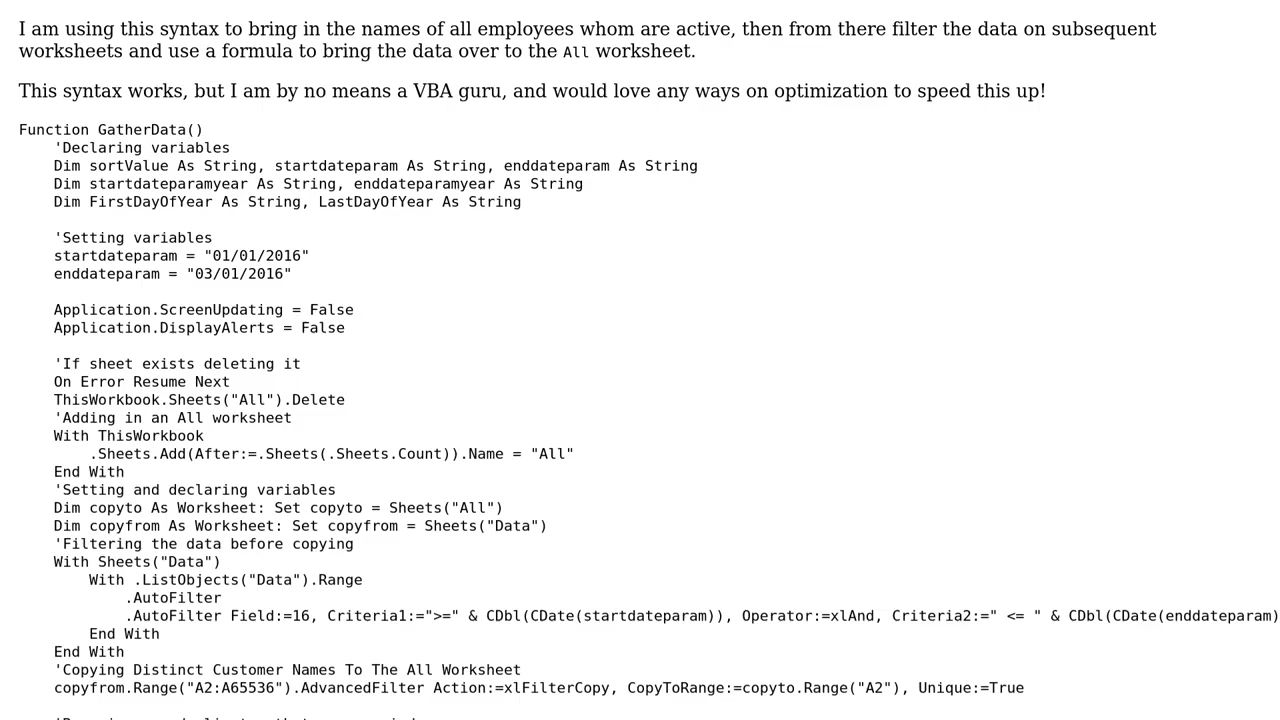 I am using this syntax to bring in the names of all employees whom are active, then from there filter the data on subsequent
worksheets and use a formula to bring the data over to the All worksheet.
This syntax works, but I am by no means a VBA guru, and would love any ways on optimization to speed this up!
Function GatherData()
    'Declaring variables
    Dim sortValue As String, startdateparam As String, enddateparam As String
    Dim startdateparamyear As String, enddateparamyear As String
    Dim FirstDayOfYear As String, LastDayOfYear As String
    'Setting variables
    startdateparam = "01/01/2016"
    enddateparam = "03/01/2016"
    Application.ScreenUpdating = False
    Application.DisplayAlerts = False
    'If sheet exists deleting it
    On Error Resume Next
    ThisWorkbook.Sheets("All").Delete
    'Adding in an All worksheet
    With ThisWorkbook
        .Sheets.Add(After:=.Sheets(.Sheets.Count)).Name = "All"
    End With
    'Setting and declaring variables
    Dim copyto As Worksheet: Set copyto = Sheets("All")
    Dim copyfrom As Worksheet: Set copyfrom = Sheets("Data")
    'Filtering the data before copying
    With Sheets("Data")
        With .ListObjects("Data").Range
            .AutoFilter
            .AutoFilter Field:=16, Criteria1:=">=" & CDbl(CDate(startdateparam)), Operator:=xlAnd, Criteria2:=" <= " & CDbl(CDate(enddateparam)
        End With
    End With
    'Copying Distinct Customer Names To The All Worksheet
    copyfrom.Range("A2:A65536").AdvancedFilter Action:=xlFilterCopy, CopyToRange:=copyto.Range("A2"), Unique:=True